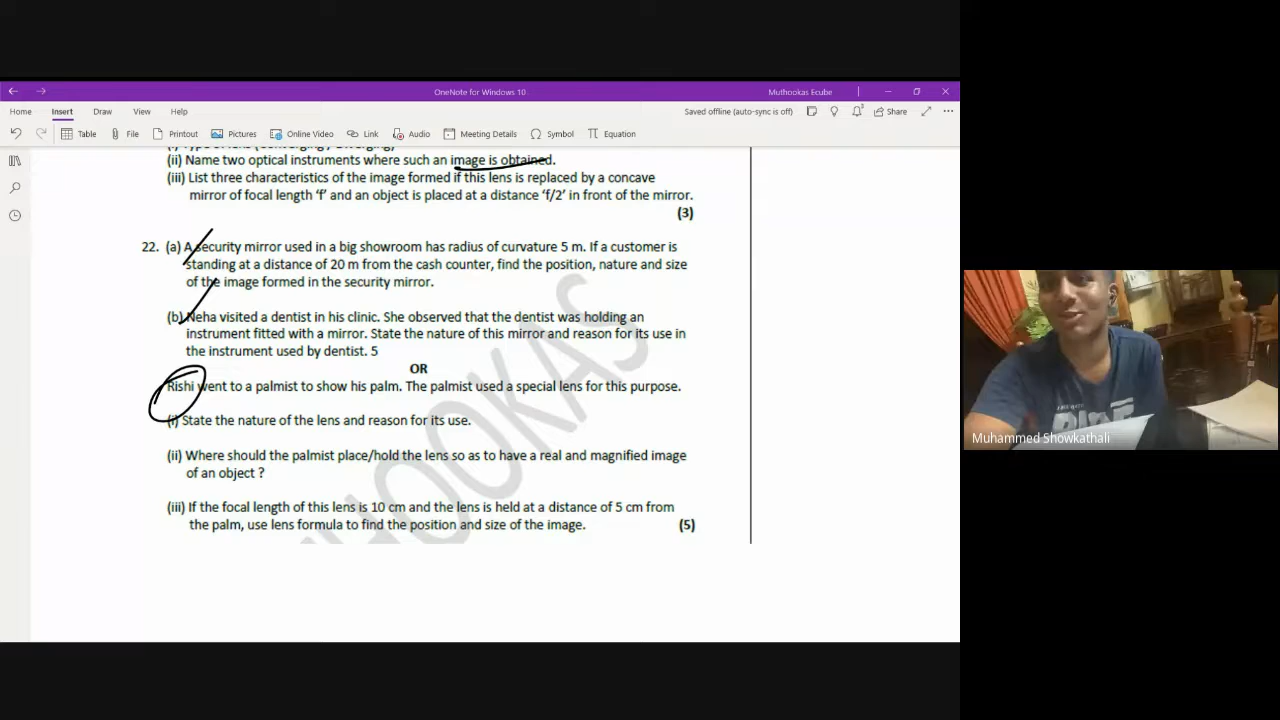 OneNote for Windows 10
Muthookas Ecube
Home Insert Draw View Help
Saved offline (auto-sync is off)
Share
Table File Printout Pictures Online Video Link Audio Meeting Details Symbol Equation
(i) Type of lens (Converging / Diverging)
(ii) Name two optical instruments where such an image is obtained.
(iii) List three characteristics of the image formed if this lens is replaced by a concave
mirror of focal length ‘f’ and an object is placed at a distance ‘f/2’ in front of the mirror.
(3)
22. (a) A security mirror used in a big showroom has radius of curvature 5 m. If a customer is
standing at a distance of 20 m from the cash counter, find the position, nature and size
of the image formed in the security mirror.
(b) Neha visited a dentist in his clinic. She observed that the dentist was holding an
instrument fitted with a mirror. State the nature of this mirror and reason for its use in
the instrument used by dentist. 5
OR
Rishi went to a palmist to show his palm. The palmist used a special lens for this purpose.
(i) State the nature of the lens and reason for its use.
(ii) Where should the palmist place/hold the lens so as to have a real and magnified image
of an object ?
(iii) If the focal length of this lens is 10 cm and the lens is held at a distance of 5 cm from
the palm, use lens formula to find the position and size of the image. (5)
Muhammed Showkathali